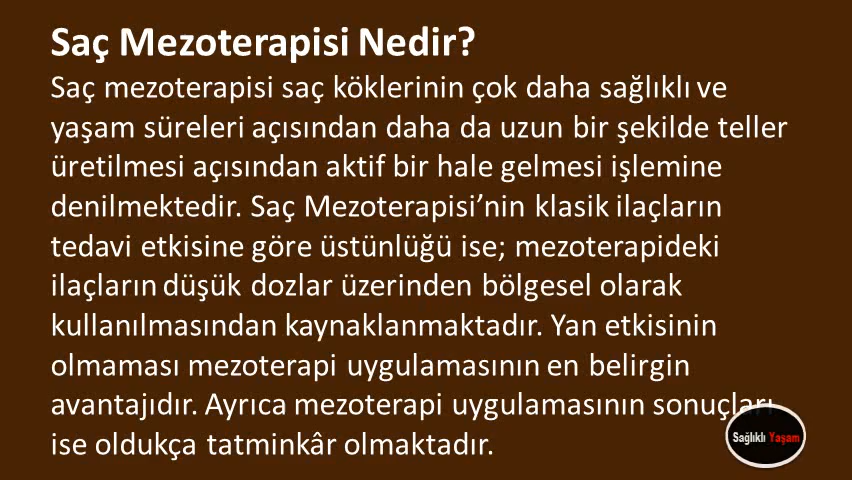 Saç Mezoterapisi Nedir?
Saç mezoterapisi saç köklerinin çok daha sağlıklı ve
yaşam süreleri açısından daha da uzun bir şekilde teller
üretilmesi açısından aktif bir hale gelmesi işlemine
denilmektedir. Saç Mezoterapisi’nin klasik ilaçların
tedavi etkisine göre üstünlüğü ise; mezoterapideki
ilaçların düşük dozlar üzerinden bölgesel olarak
kullanılmasından kaynaklanmaktadır. Yan etkisinin
olmaması mezoterapi uygulamasının en belirgin
avantajıdır. Ayrıca mezoterapi uygulamasının sonuçları
ise oldukça tatminkâr olmaktadır.
Sağlıklı Yaşam